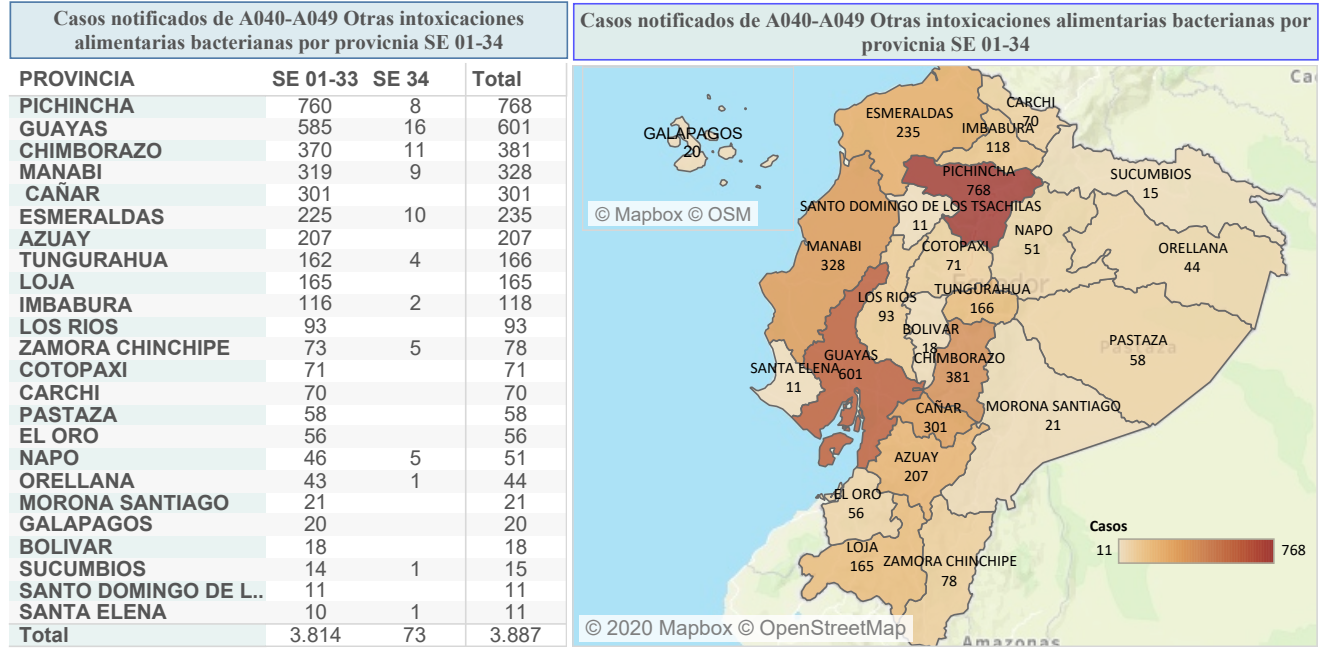 Casos notificados de A040-A049 Otras intoxicaciones
alimentarias bacterianas por provicnia SE 01-34
PROVINCIA SE 01-33 SE 34 Total
PICHINCHA 760 8 768
GUAYAS 585 16 601
CHIMBORAZO 370 11 381
MANABI 319 9 328
CAÑAR 301 301
ESMERALDAS 225 10 235
AZUAY 207 207
TUNGURAHUA 162 4 166
LOJA 165 165
IMBABURA 116 2 118
LOS RIOS 93 93
ZAMORA CHINCHIPE 73 5 78
COTOPAXI 71 71
CARCHI 70 70
PASTAZA 58 58
EL ORO 56 56
NAPO 46 5 51
ORELLANA 43 1 44
MORONA SANTIAGO 21 21
GALAPAGOS 20 20
BOLIVAR 18 18
SUCUMBIOS 14 1 15
SANTO DOMINGO DE L.. 11 11
SANTA ELENA 10 1 11
Total 3.814 73 3.887
Casos notificados de A040-A049 Otras intoxicaciones alimentarias bacterianas por
provicnia SE 01-34
Ca
GALAPAGOS
20
© Mapbox © OSM
ESMERALDAS
235
CARCHI
70
IMBABURA
118
PICHINCHA
768
SUCUMBIOS
15
SANTO DOMINGO DE LOS TSACHILAS
11
NAPO
51
MANABI
328
COTOPAXI
71
ORELLANA
44
Ecuador
TUNGURAHUA
166
LOS RIOS
93
BOLIVAR
18
PASTAZA
58
Pastaza
GUAYAS
601
CHIMBORAZO
381
SANTA ELENA
11
CAÑAR
301
MORONA SANTIAGO
21
AZUAY
207
EL ORO
56
LOJA
165
ZAMORA CHINCHIPE
78
Casos
11 768
© 2020 Mapbox © OpenStreetMap
Amazonas